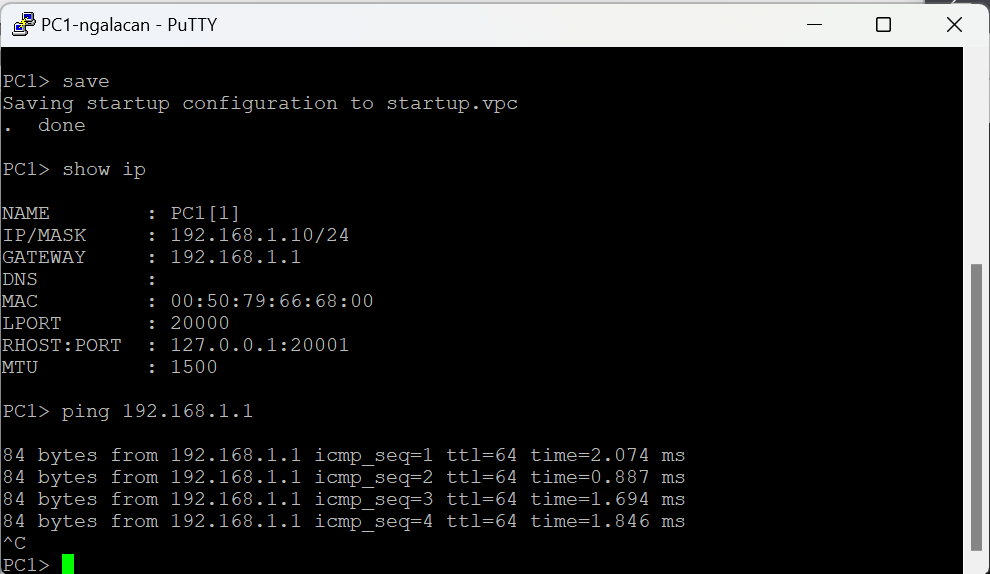 PC1-ngalacan - PuTTY
PC1> save
Saving startup configuration to startup.vpc
.  done
PC1> show ip
NAME        : PC1[1]
IP/MASK     : 192.168.1.10/24
GATEWAY     : 192.168.1.1
DNS         :
MAC         : 00:50:79:66:68:00
LPORT       : 20000
RHOST:PORT  : 127.0.0.1:20001
MTU         : 1500
PC1> ping 192.168.1.1
84 bytes from 192.168.1.1 icmp_seq=1 ttl=64 time=2.074 ms
84 bytes from 192.168.1.1 icmp_seq=2 ttl=64 time=0.887 ms
84 bytes from 192.168.1.1 icmp_seq=3 ttl=64 time=1.694 ms
84 bytes from 192.168.1.1 icmp_seq=4 ttl=64 time=1.846 ms
^C
PC1>